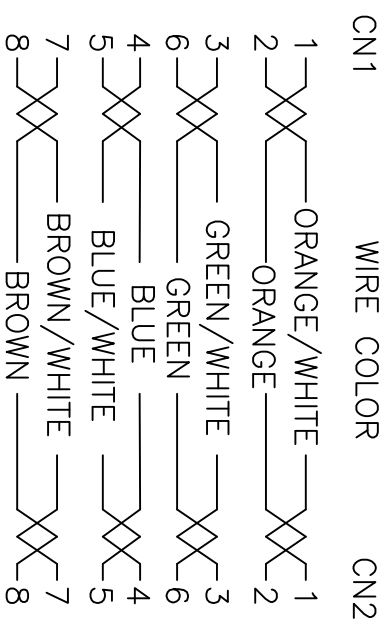 CN1 WIRE COLOR CN2
1 ORANGE/WHITE 1
2 ORANGE 2
3 GREEN/WHITE 3
6 GREEN 6
4 BLUE 4
5 BLUE/WHITE 5
7 BROWN/WHITE 7
8 BROWN 8